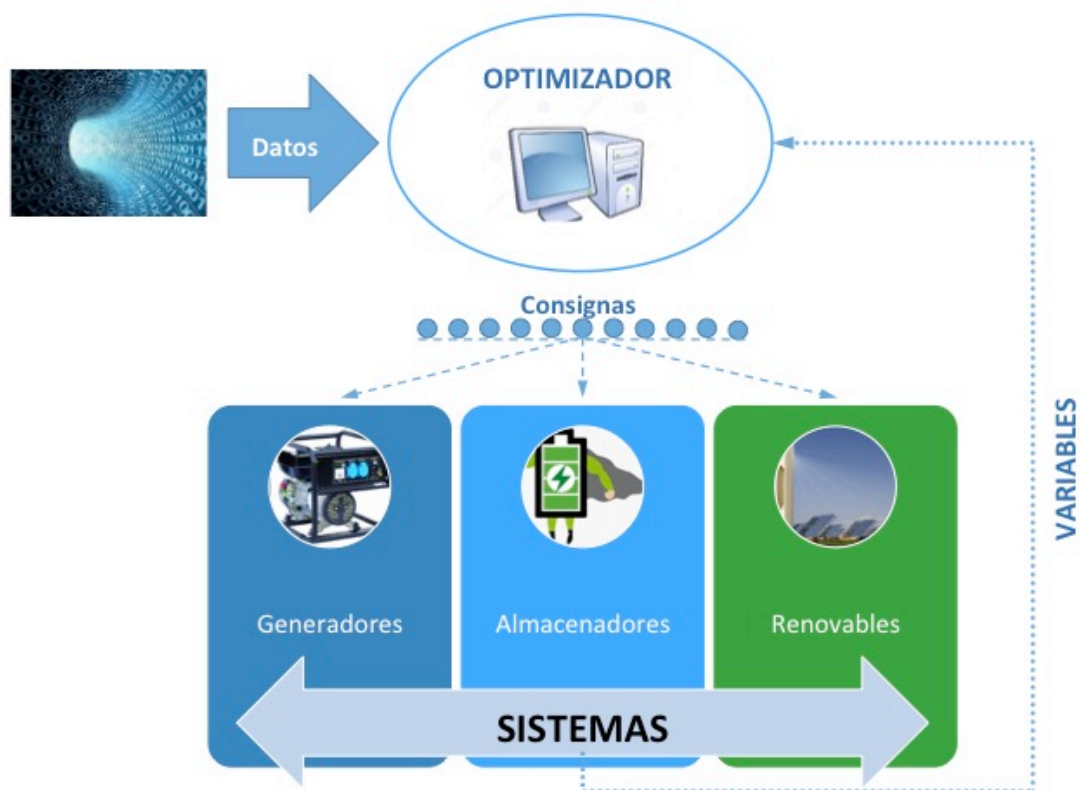 OPTIMIZADOR
Datos
Consignas
Generadores
Almacenadores
Renovables
SISTEMAS
VARIABLES